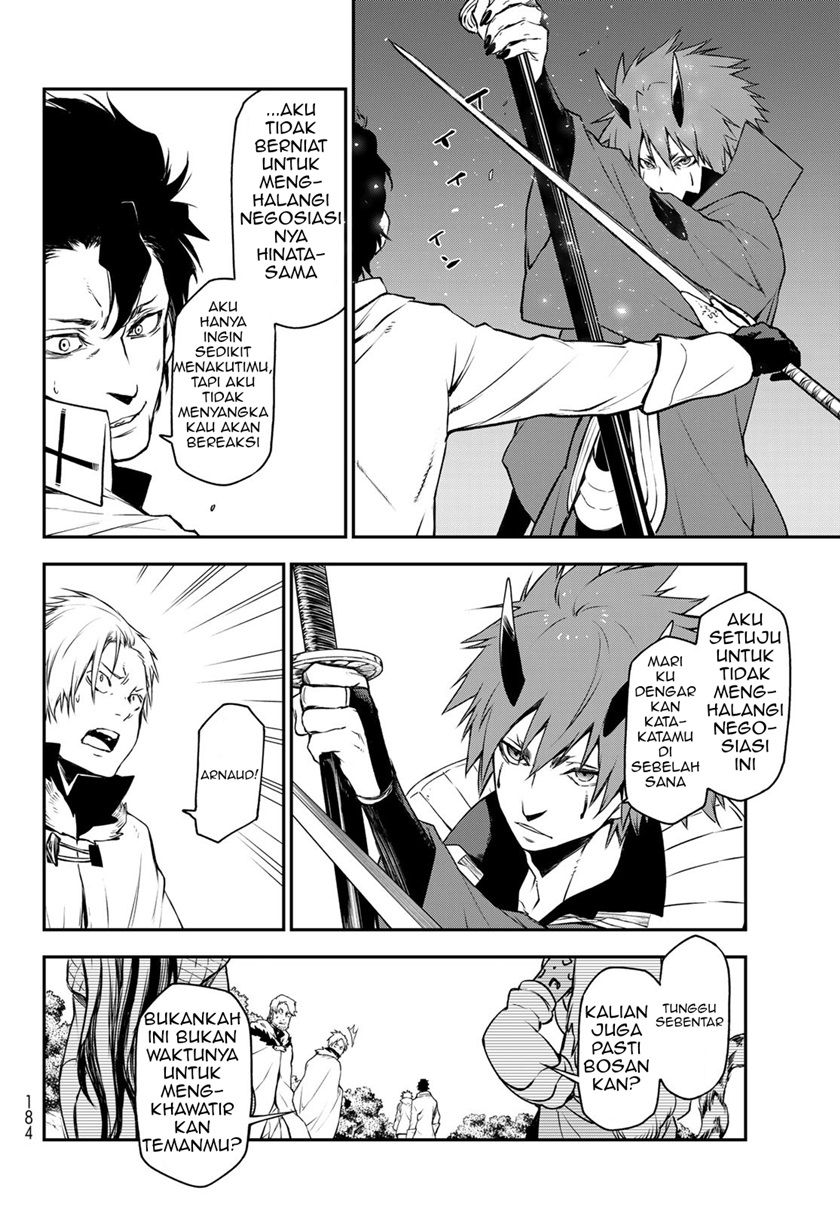 ...AKU
TIDAK
BERNIAT
UNTUK
MENG-
HALANGI
NEGOSIASI
NYA
HINATA-
SAMA
AKU
HANYA
INGIN
SEDIKIT
MENAKUTIMU,
TAPI AKU
TIDAK
MENYANGKA
KAU AKAN
BEREAKSI
AKU
SETUJU
UNTUK
TIDAK
MENG-
HALANGI
NEGO-
SIASI
INI
MARI
KU
DENGAR
KAN
KATA-
KATAMU
DI
SEBELAH
SANA
ARNAUD!
TUNGGU
SEBENTAR
KALIAN
JUGA
PASTI
BOSAN
KAN?
BUKANKAH
INI BUKAN
WAKTUNYA
UNTUK
MENG-
KHAWATIR
KAN
TEMANMU?
184